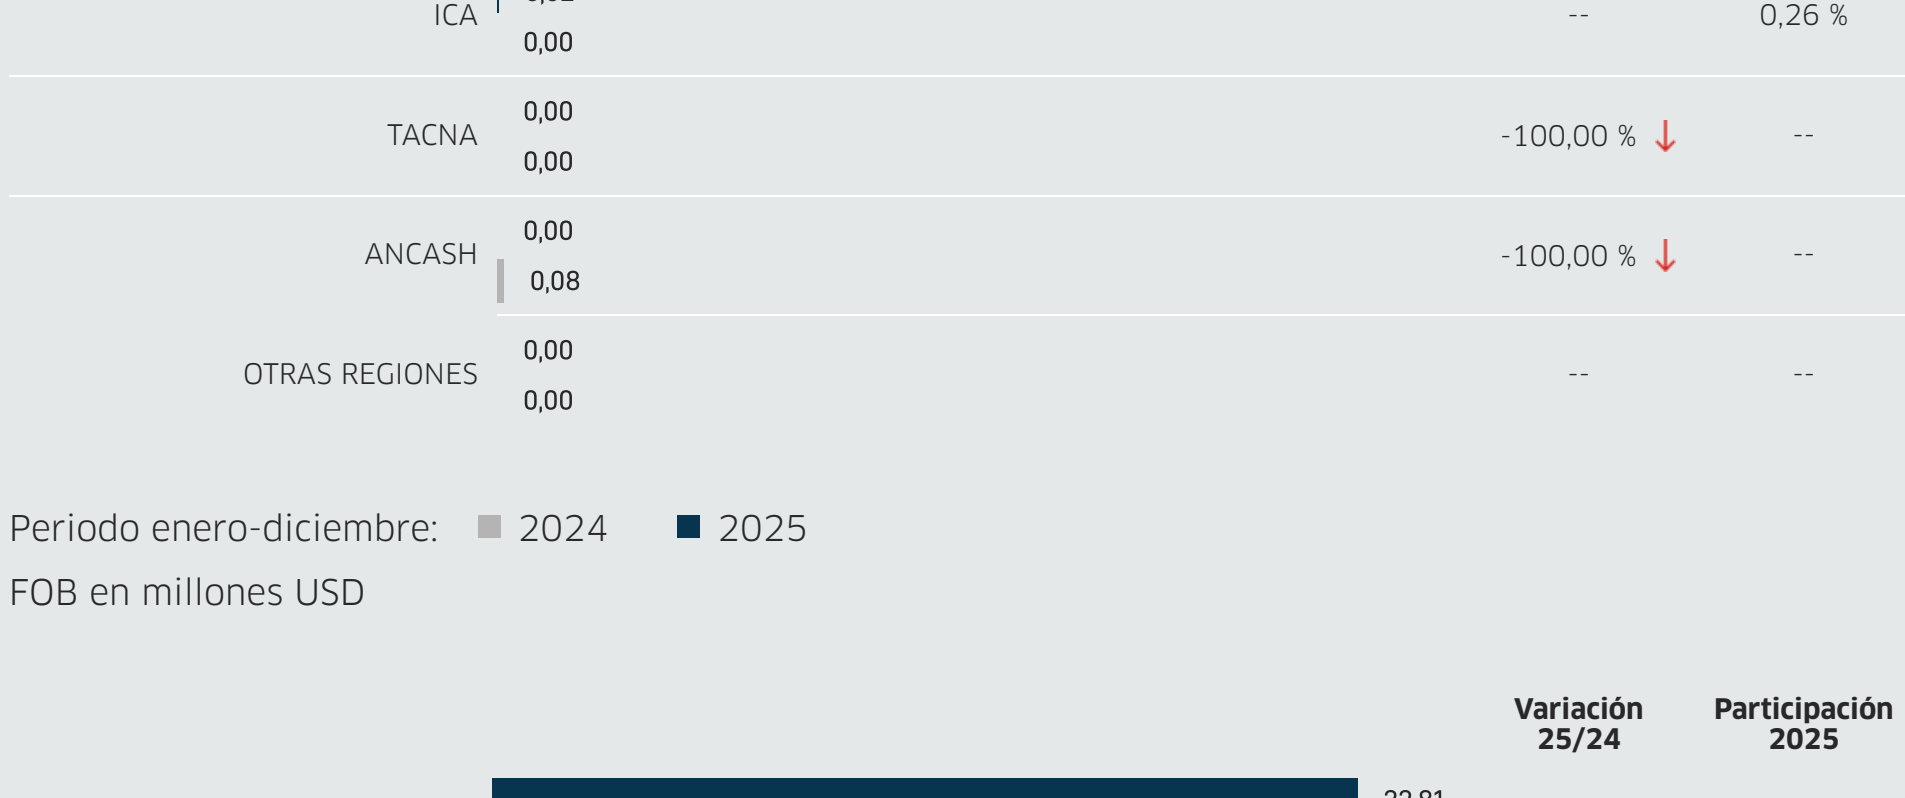 ICA -- 0,26 %
0,00
0,00
TACNA -100,00 % --
0,00
0,00
ANCASH -100,00 % --
0,08
0,00
OTRAS REGIONES -- --
0,00
Periodo enero-diciembre: 2024 2025
FOB en millones USD
Variación Participación
25/24 2025